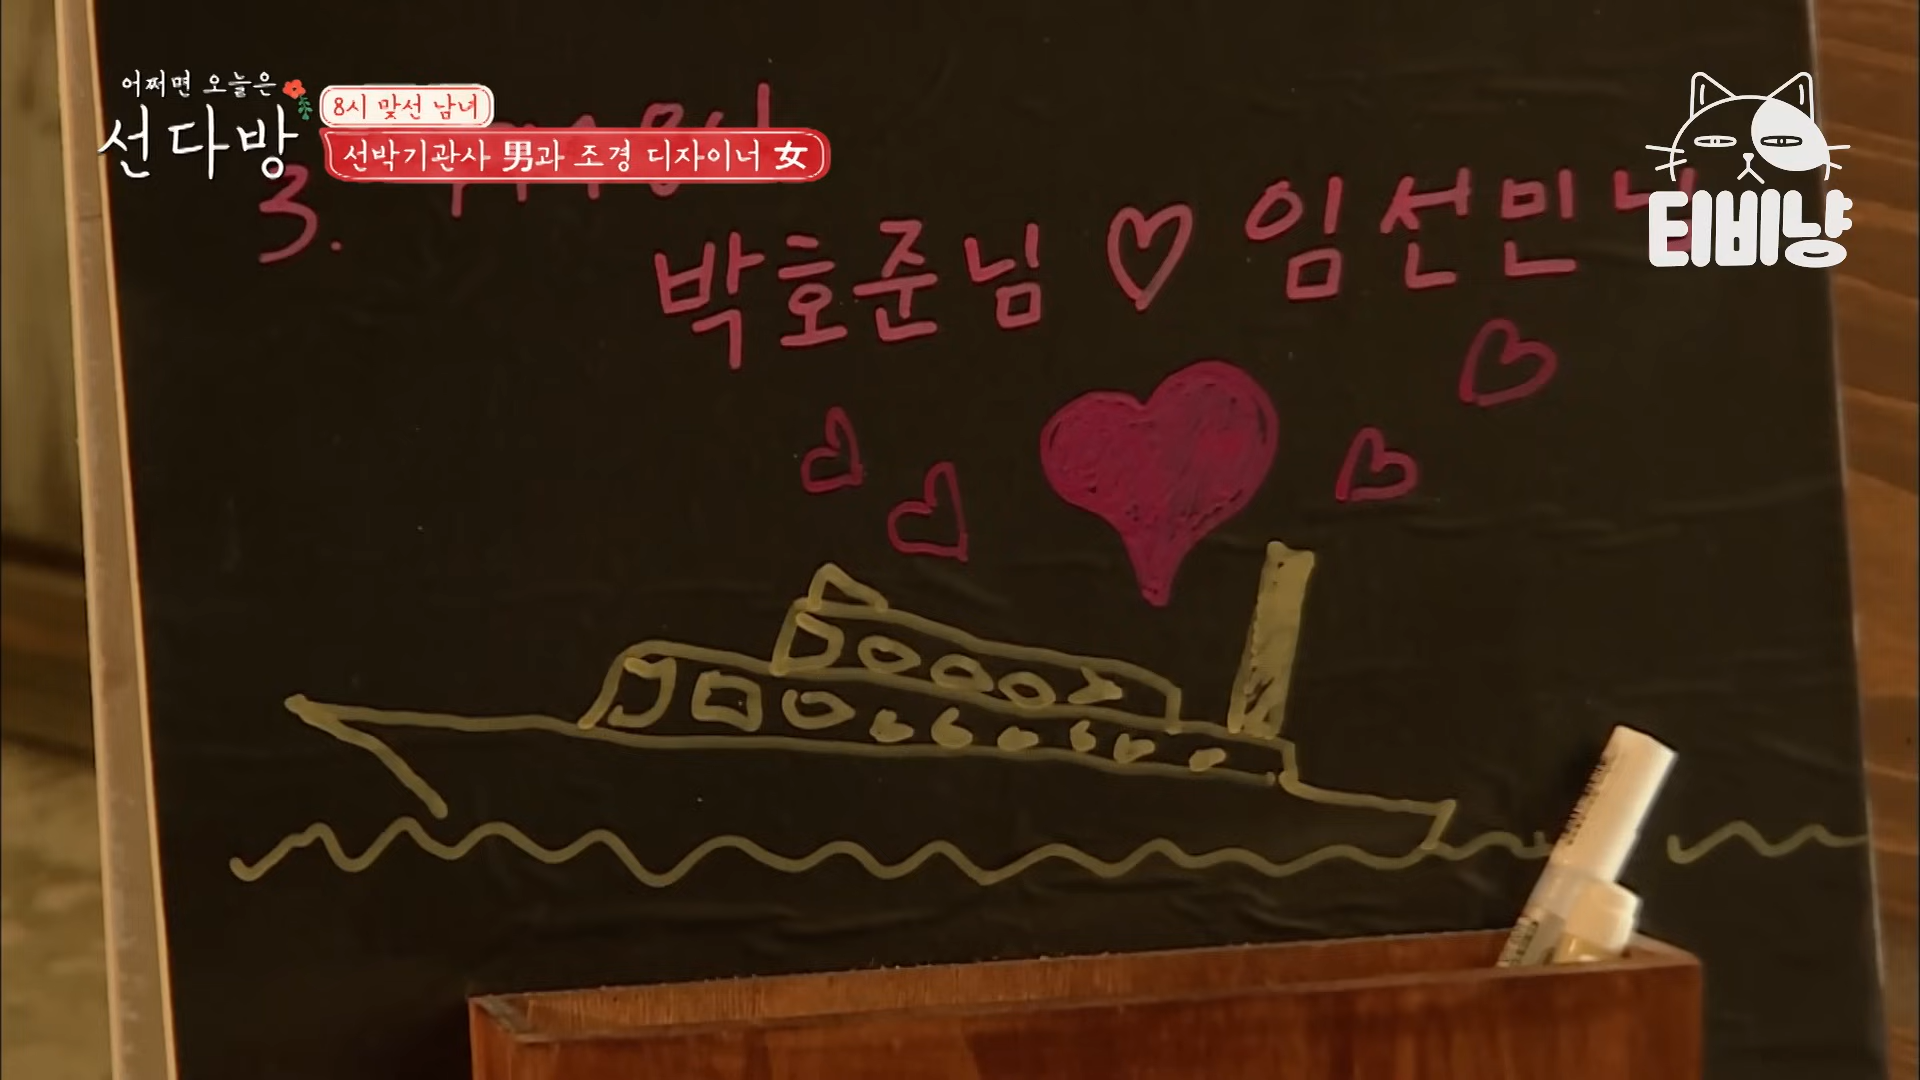 어쩌면 오늘은
선다방
8시 맞선 남녀
선박기관사 男과 조경 디자이너 女
티비냥
3.
박호준님 ♡ 임선민님